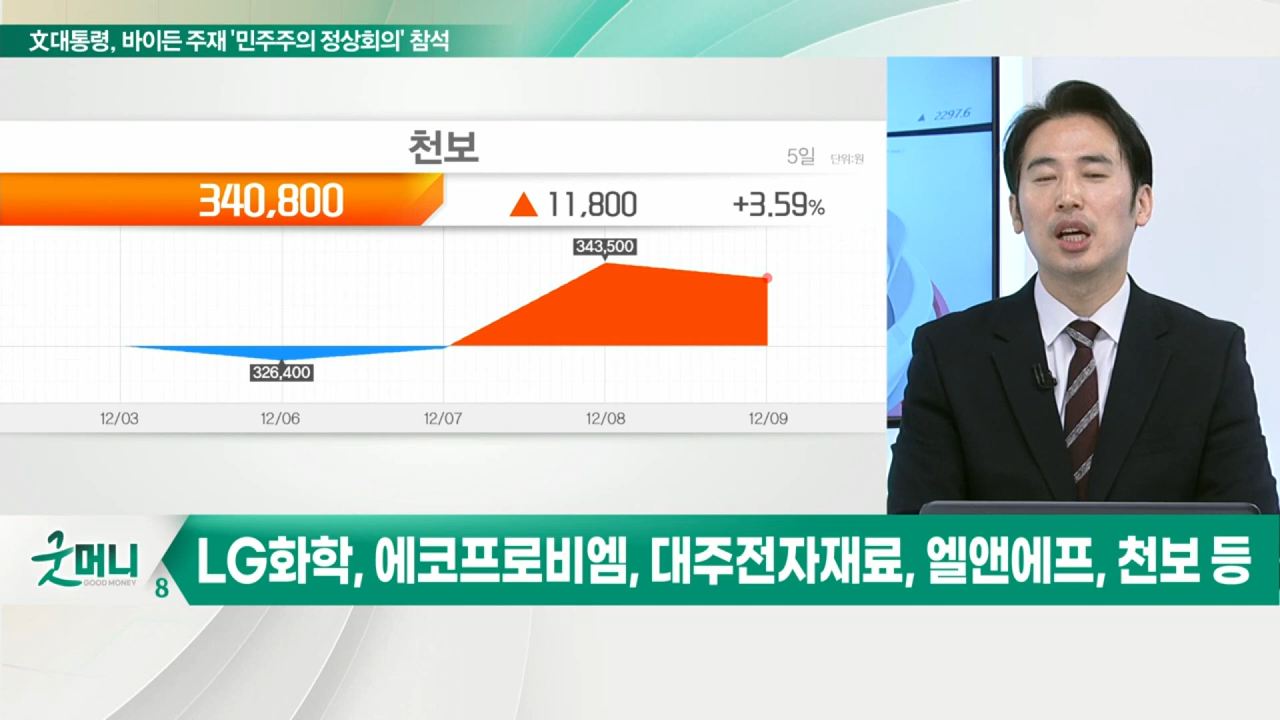 文대통령, 바이든 주재 '민주주의 정상회의' 참석
▲ 2297.6
천보
5일 단위:원
340,800 ▲ 11,800 +3.59%
343,500
326,400
12/03 12/06 12/07 12/08 12/09
굿머니
GOOD MONEY
8
LG화학, 에코프로비엠, 대주전자재료, 엘앤에프, 천보 등